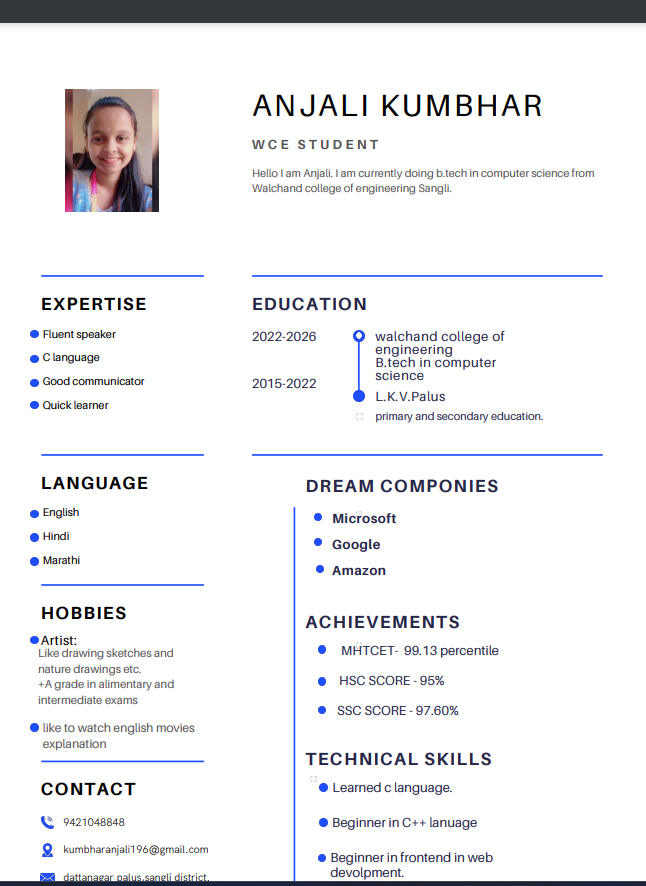 ANJALI KUMBHAR
WCE STUDENT
Hello I am Anjali. I am currently doing b.tech in computer science from
Walchand college of engineering Sangli.
EXPERTISE
Fluent speaker
C language
Good communicator
Quick learner
EDUCATION
2022-2026
walchand college of
engineering
B.tech in computer
science
2015-2022
L.K.V.Palus
primary and secondary education.
LANGUAGE
English
Hindi
Marathi
HOBBIES
Artist:
Like drawing sketches and
nature drawings etc.
+A grade in alimentary and
intermediate exams
like to watch english movies
explanation
CONTACT
9421048848
kumbharanjali196@gmail.com
dattanagar palus,sangli district.
DREAM COMPONIES
Microsoft
Google
Amazon
ACHIEVEMENTS
MHTCET- 99.13 percentile
HSC SCORE - 95%
SSC SCORE - 97.60%
TECHNICAL SKILLS
Learned c language.
Beginner in C++ lanuage
Beginner in frontend in web
devolpment.